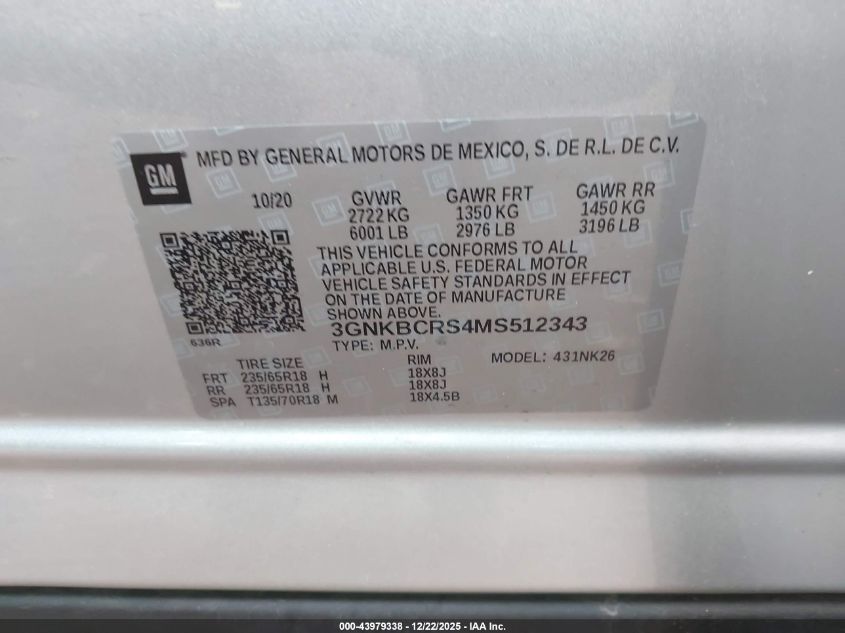 GM
MFD BY GENERAL MOTORS DE MEXICO, S. DE R.L. DE C.V.
10/20 GVWR GAWR FRT GAWR RR
2722 KG 1350 KG 1450 KG
6001 LB 2976 LB 3196 LB
THIS VEHICLE CONFORMS TO ALL
APPLICABLE U.S. FEDERAL MOTOR
VEHICLE SAFETY STANDARDS IN EFFECT
ON THE DATE OF MANUFACTURE
SHOWN ABOVE.
636R
3GNKBCRS4MS512343
TYPE: M.P.V. MODEL: 431NK26
TIRE SIZE RIM
FRT 235/65R18 H 18X8J
RR 235/65R18 H 18X8J
SPA T135/70R18 M 18X4.5B
000-43979338 - 12/22/2025 - IAA Inc.